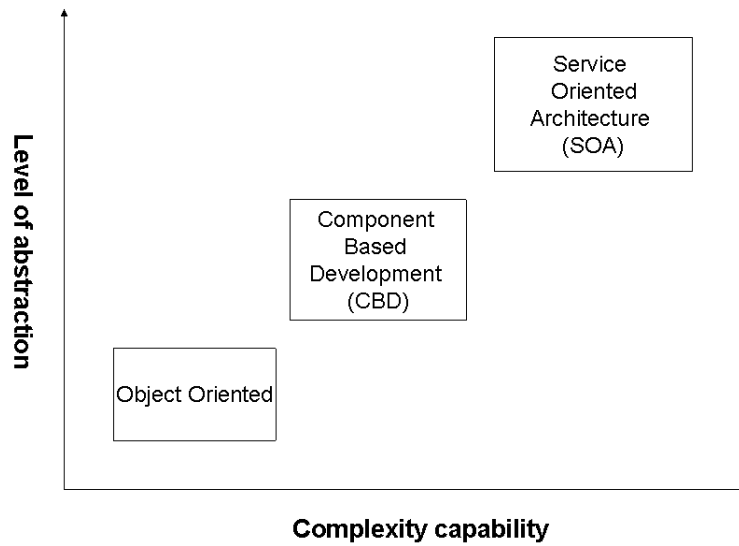 Service
Oriented
Architecture
(SOA)
Component
Based
Development
(CBD)
Object Oriented
Level of abstraction
Complexity capability